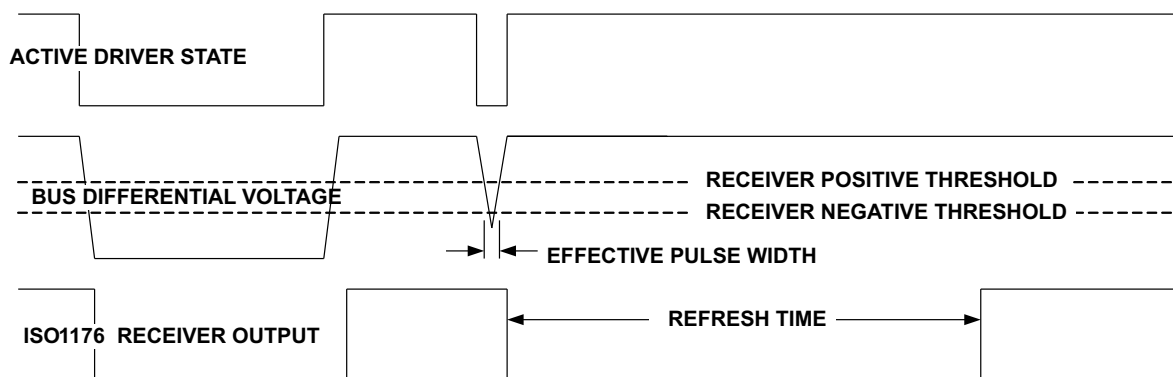 ACTIVE DRIVER STATE
BUS DIFFERENTIAL VOLTAGE
RECEIVER POSITIVE THRESHOLD
RECEIVER NEGATIVE THRESHOLD
EFFECTIVE PULSE WIDTH
ISO1176 RECEIVER OUTPUT
REFRESH TIME